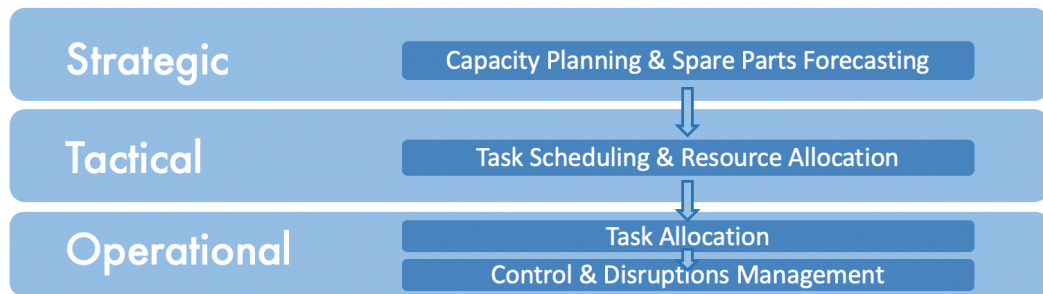 Strategic
Capacity Planning & Spare Parts Forecasting
Tactical
Task Scheduling & Resource Allocation
Operational
Task Allocation
Control & Disruptions Management